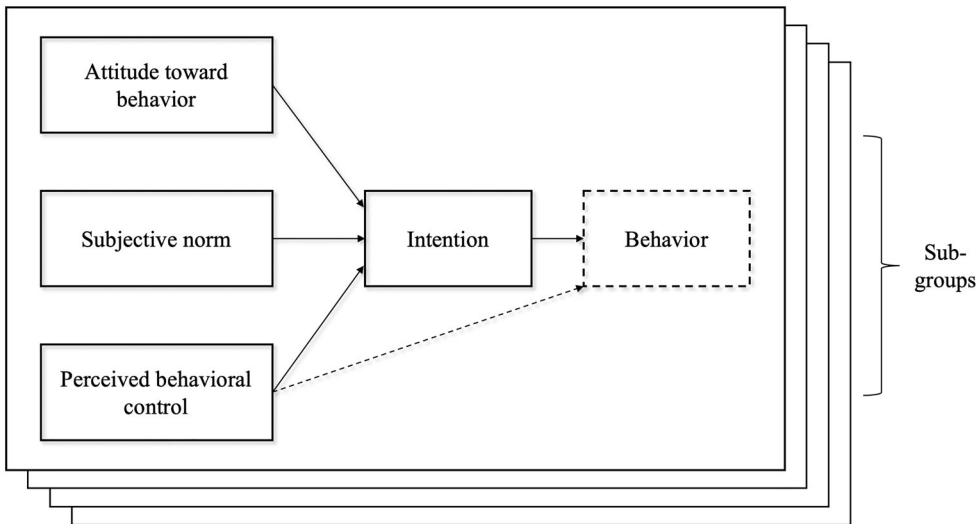 Attitude toward
behavior
Subjective norm
Intention
Behavior
Perceived behavioral
control
Sub-
groups